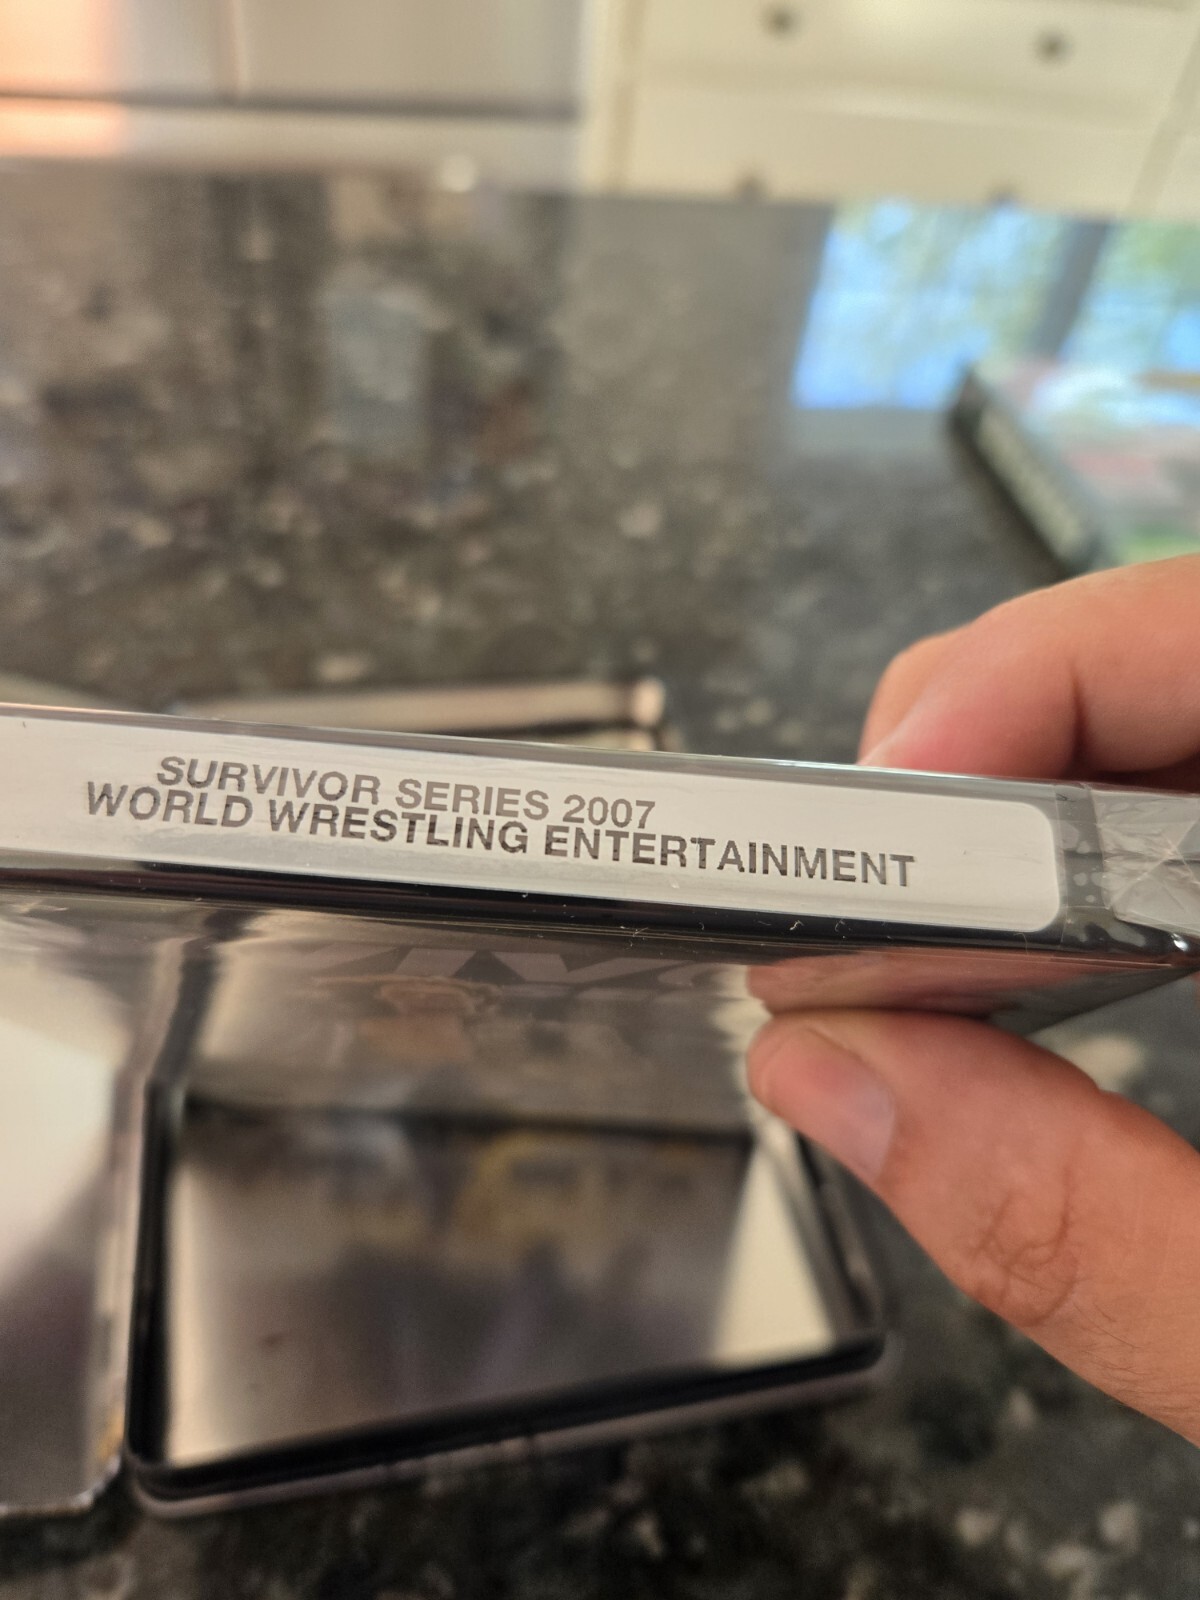 SURVIVOR SERIES 2007
WORLD WRESTLING ENTERTAINMENT